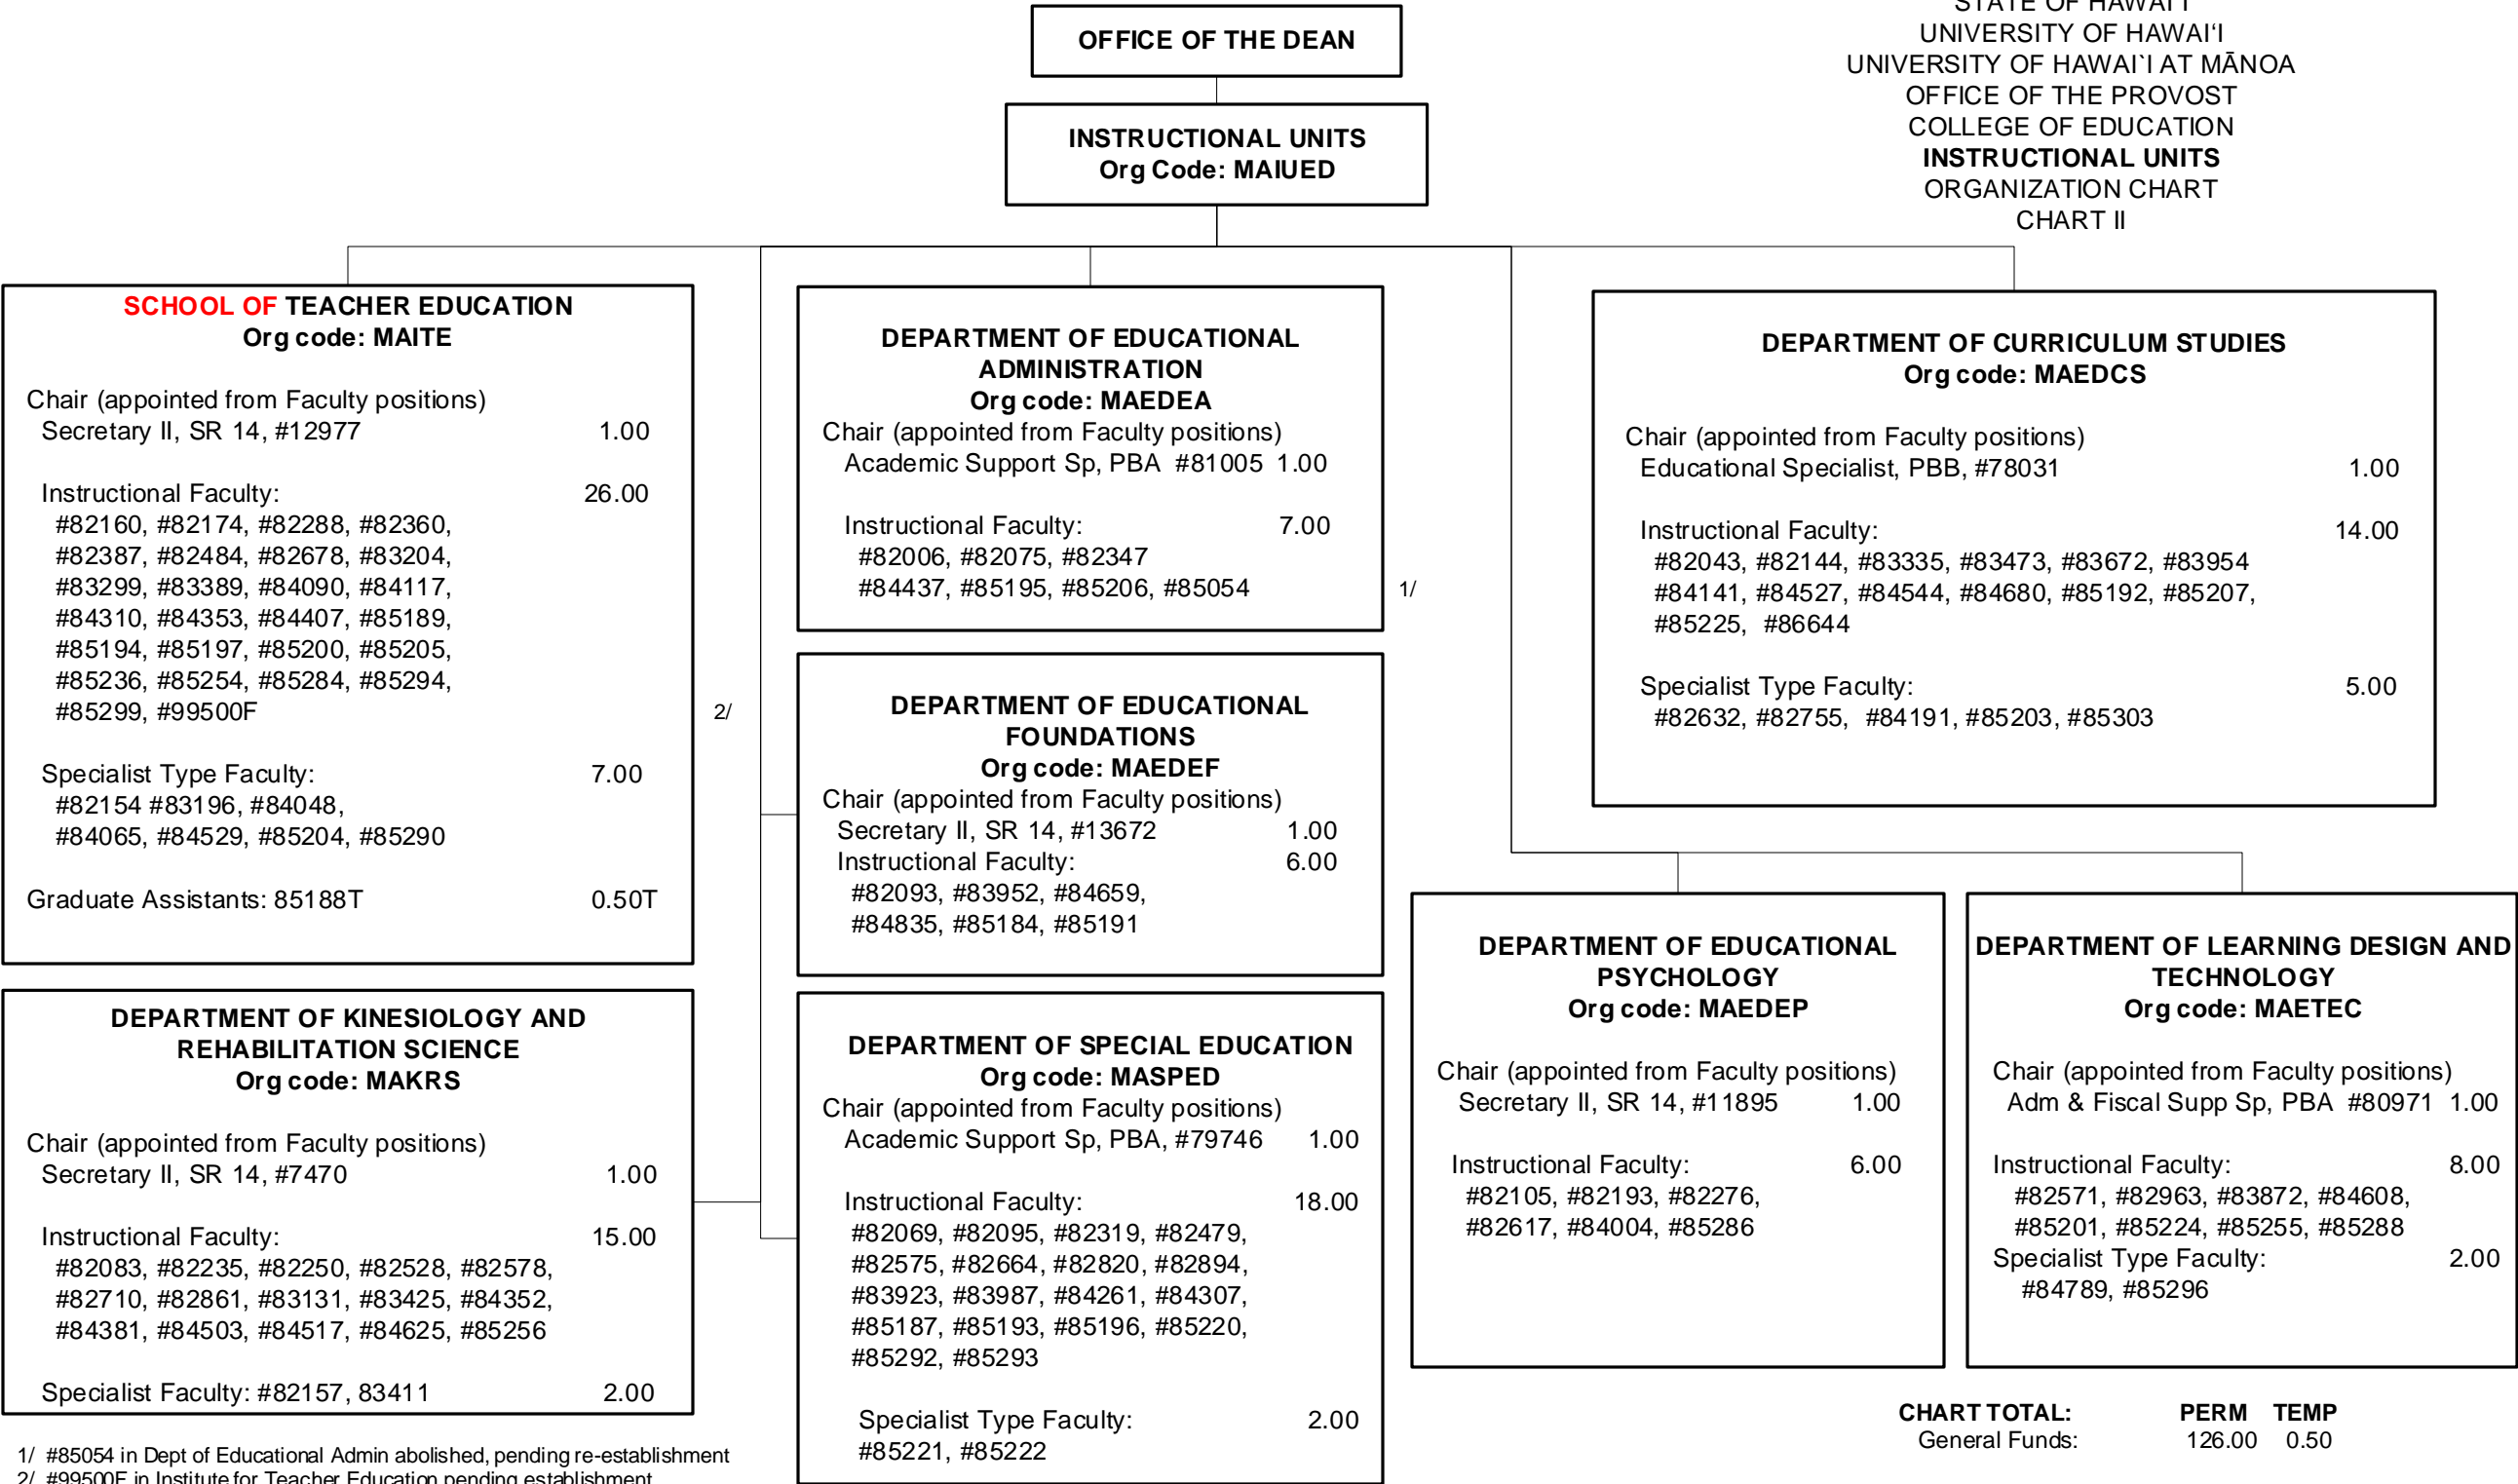 STATE OF HAWAI'I
UNIVERSITY OF HAWAI‘I
UNIVERSITY OF HAWAI`I AT MĀNOA
OFFICE OF THE PROVOST
COLLEGE OF EDUCATION
INSTRUCTIONAL UNITS
ORGANIZATION CHART
CHART II
OFFICE OF THE DEAN
INSTRUCTIONAL UNITS
Org Code: MAIUED
SCHOOL OF TEACHER EDUCATION
Org code: MAITE
Chair (appointed from Faculty positions)
Secretary II, SR 14, #12977 1.00
Instructional Faculty: 26.00
#82160, #82174, #82288, #82360,
#82387, #82484, #82678, #83204,
#83299, #83389, #84090, #84117,
#84310, #84353, #84407, #85189,
#85194, #85197, #85200, #85205,
#85236, #85254, #85284, #85294,
#85299, #99500F 2/
Specialist Type Faculty: 7.00
#82154 #83196, #84048,
#84065, #84529, #85204, #85290
Graduate Assistants: 85188T 0.50T
DEPARTMENT OF KINESIOLOGY AND
REHABILITATION SCIENCE
Org code: MAKRS
Chair (appointed from Faculty positions)
Secretary II, SR 14, #7470 1.00
Instructional Faculty: 15.00
#82083, #82235, #82250, #82528, #82578,
#82710, #82861, #83131, #83425, #84352,
#84381, #84503, #84517, #84625, #85256
Specialist Faculty: #82157, 83411 2.00
DEPARTMENT OF EDUCATIONAL
ADMINISTRATION
Org code: MAEDEA
Chair (appointed from Faculty positions)
Academic Support Sp, PBA #81005 1.00
Instructional Faculty: 7.00
#82006, #82075, #82347
#84437, #85195, #85206, #85054 1/
DEPARTMENT OF EDUCATIONAL
FOUNDATIONS
Org code: MAEDEF
Chair (appointed from Faculty positions)
Secretary II, SR 14, #13672 1.00
Instructional Faculty: 6.00
#82093, #83952, #84659,
#84835, #85184, #85191
DEPARTMENT OF SPECIAL EDUCATION
Org code: MASPED
Chair (appointed from Faculty positions)
Academic Support Sp, PBA, #79746 1.00
Instructional Faculty: 18.00
#82069, #82095, #82319, #82479,
#82575, #82664, #82820, #82894,
#83923, #83987, #84261, #84307,
#85187, #85193, #85196, #85220,
#85292, #85293
Specialist Type Faculty: 2.00
#85221, #85222
DEPARTMENT OF CURRICULUM STUDIES
Org code: MAEDCS
Chair (appointed from Faculty positions)
Educational Specialist, PBB, #78031 1.00
Instructional Faculty: 14.00
#82043, #82144, #83335, #83473, #83672, #83954
#84141, #84527, #84544, #84680, #85192, #85207,
#85225, #86644
Specialist Type Faculty: 5.00
#82632, #82755, #84191, #85203, #85303
DEPARTMENT OF EDUCATIONAL
PSYCHOLOGY
Org code: MAEDEP
Chair (appointed from Faculty positions)
Secretary II, SR 14, #11895 1.00
Instructional Faculty: 6.00
#82105, #82193, #82276,
#82617, #84004, #85286
DEPARTMENT OF LEARNING DESIGN AND
TECHNOLOGY
Org code: MAETEC
Chair (appointed from Faculty positions)
Adm & Fiscal Supp Sp, PBA #80971 1.00
Instructional Faculty: 8.00
#82571, #82963, #83872, #84608,
#85201, #85224, #85255, #85288
Specialist Type Faculty: 2.00
#84789, #85296
CHART TOTAL: PERM TEMP
General Funds: 126.00 0.50
1/ #85054 in Dept of Educational Admin abolished, pending re-establishment
2/ #99500F in Institute for Teacher Education pending establishment